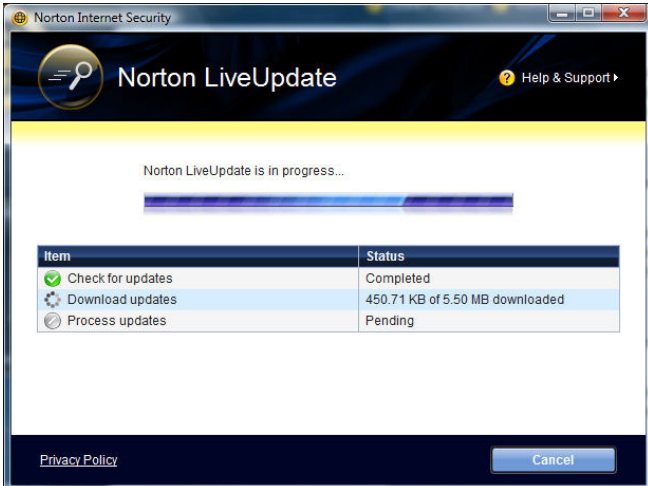 Norton Internet Security
Norton LiveUpdate
Help & Support
Norton LiveUpdate is in progress...
Item Status
Check for updates Completed
Download updates 450.71 KB of 5.50 MB downloaded
Process updates Pending
Privacy Policy Cancel